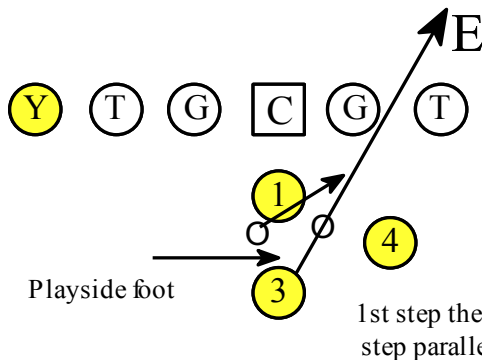 E
Y T G C G T
1
4
3
Playside foot
1st step the
step paralle